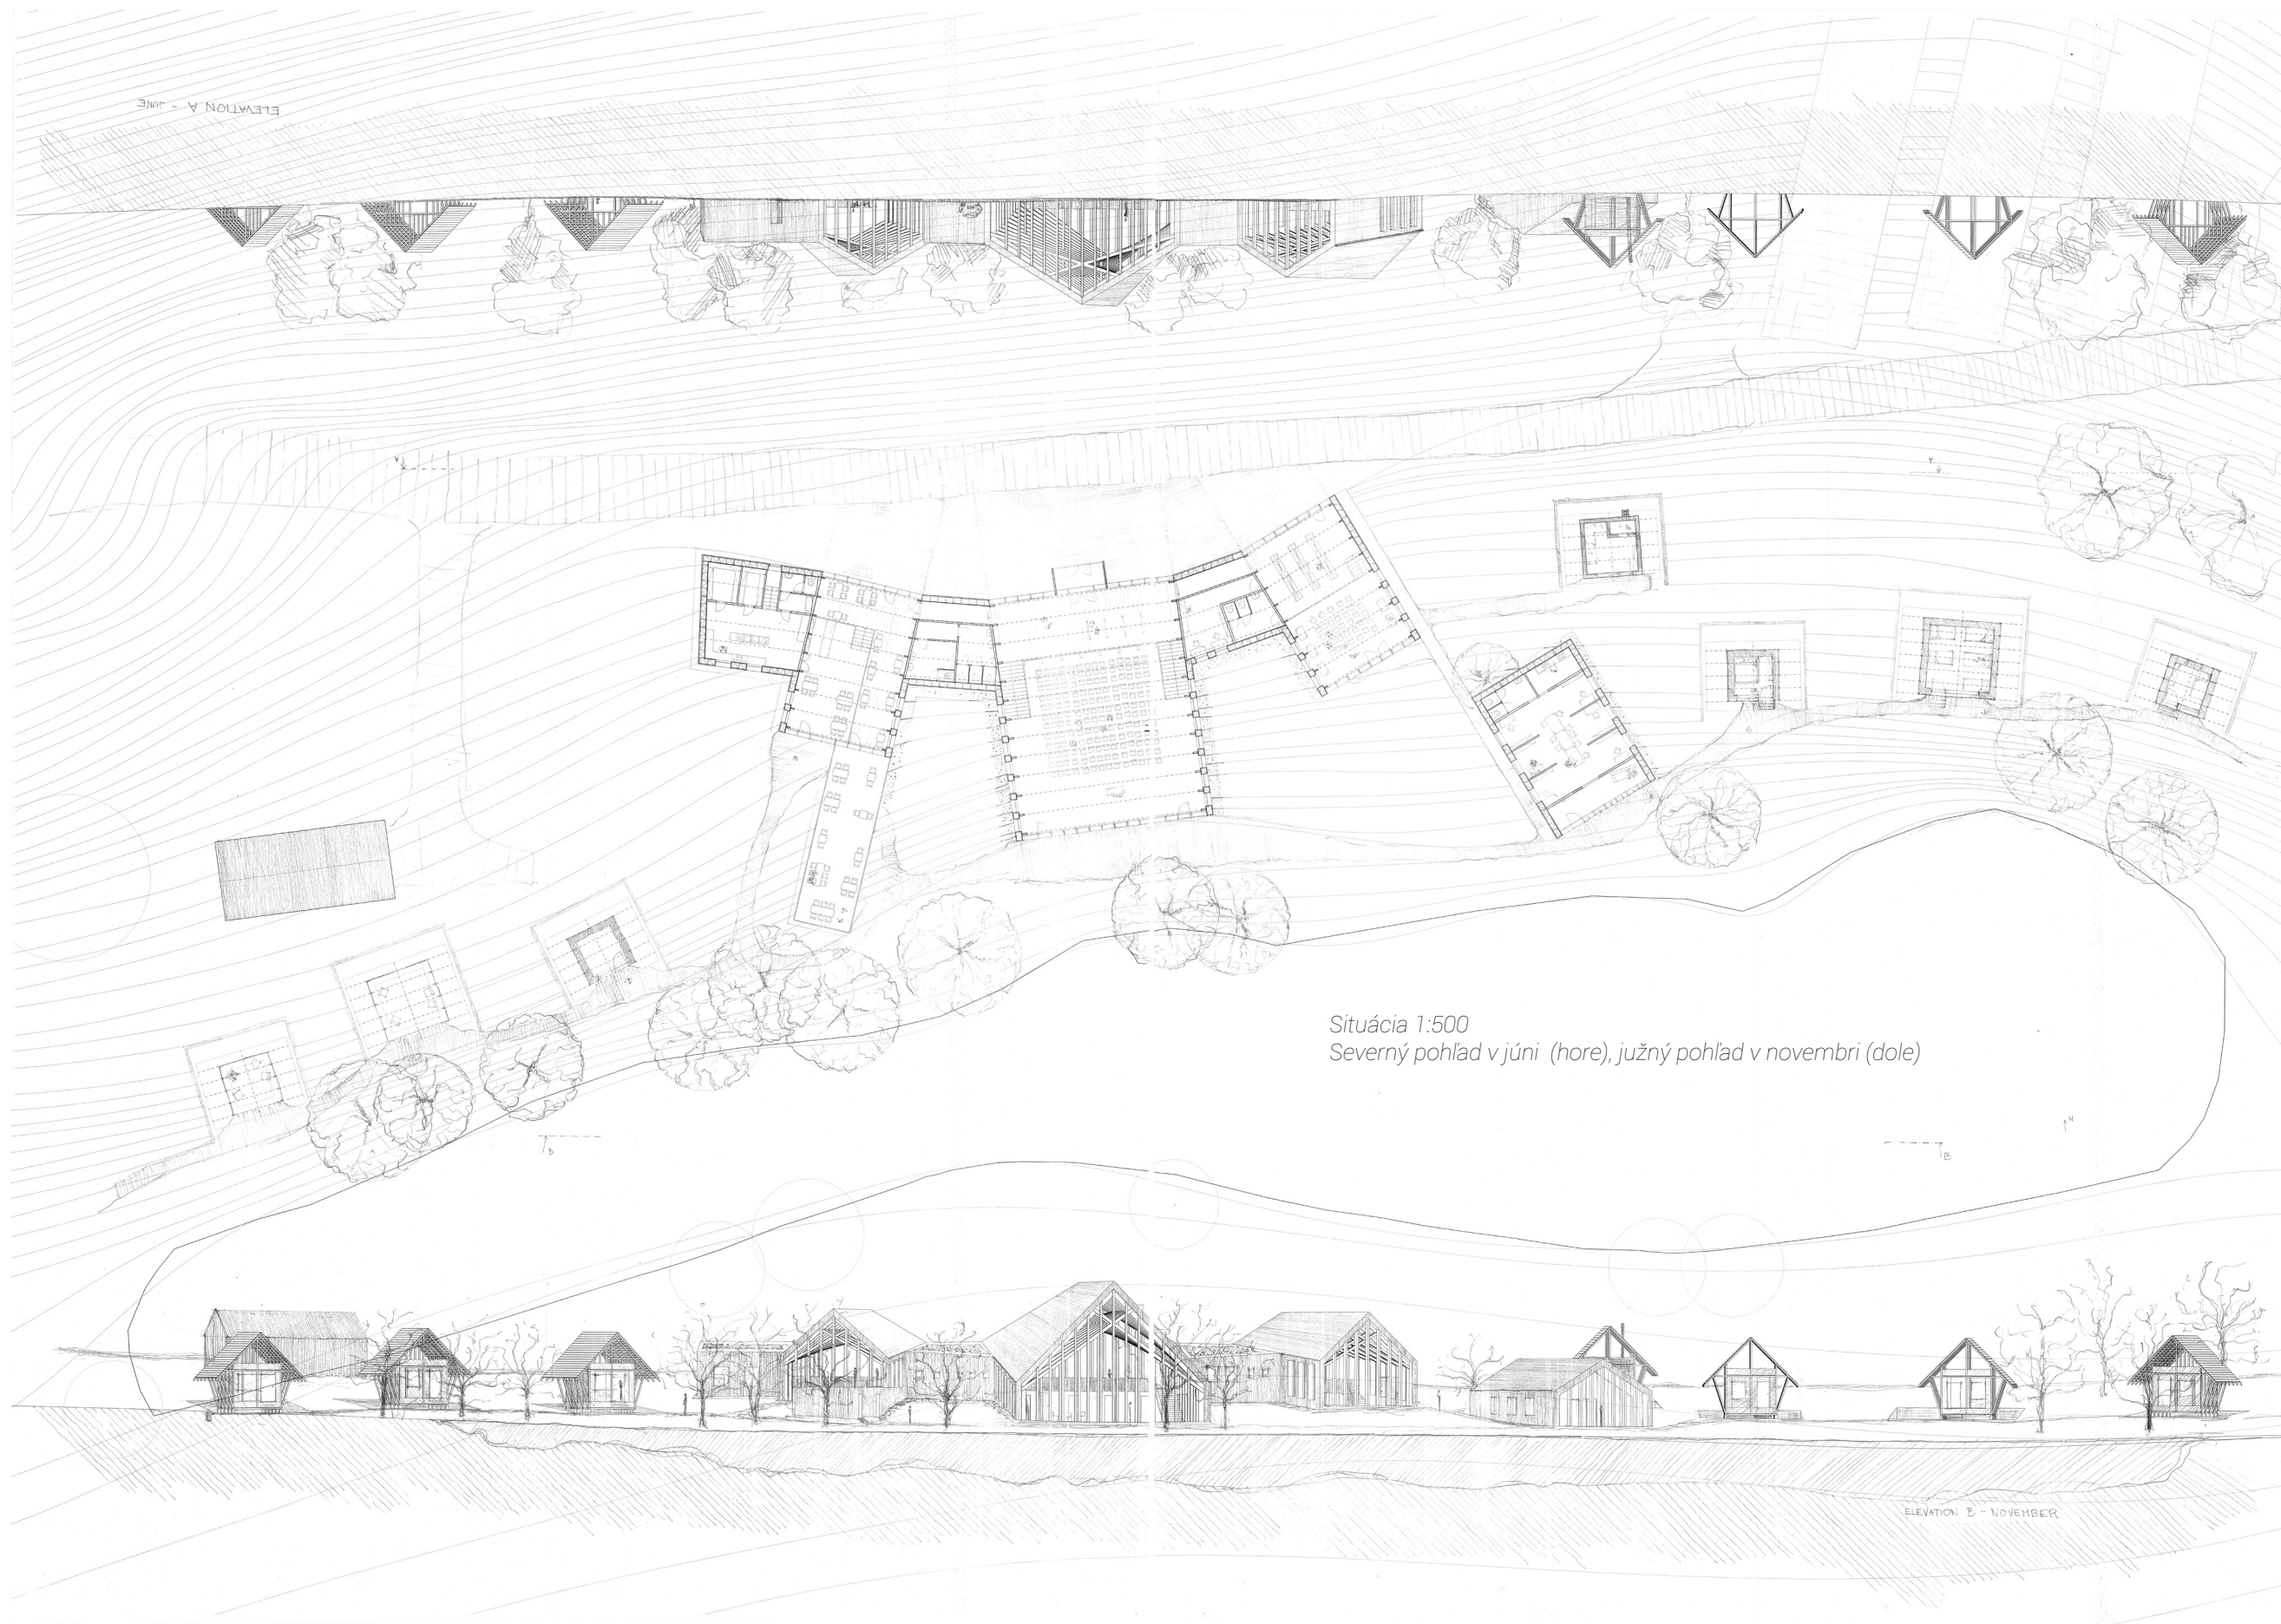 ELEVATION A - JUNE
Situácia 1:500
Severný pohľad v júni (hore), južný pohľad v novembri (dole)
N
B
B
ELEVATION B - NOVEMBER